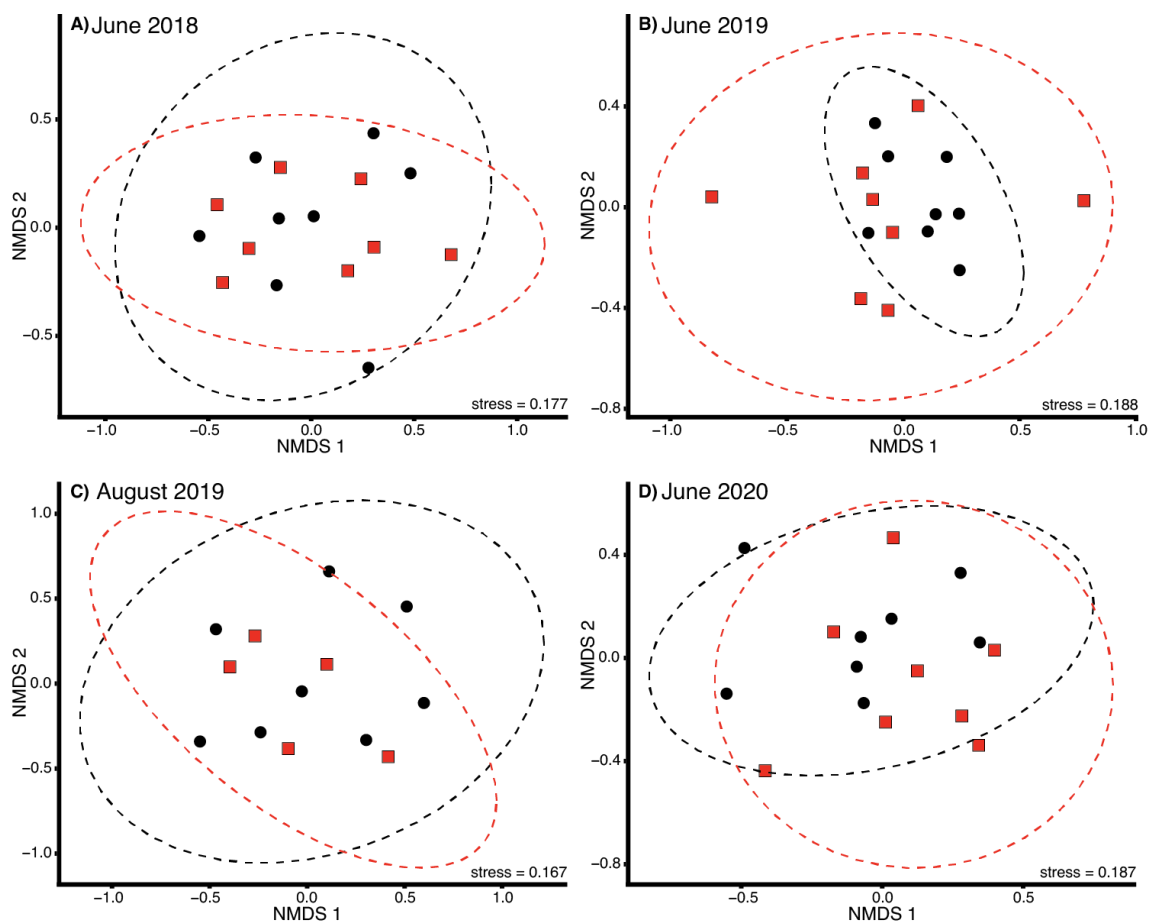 A) June 2018
0.5
0.0
−0.5
NMDS 2
stress = 0.177
−1.0 −0.5 0.0 0.5 1.0
NMDS 1
B) June 2019
0.4
0.0
−0.4
−0.8
NMDS 2
stress = 0.188
−1.0 −0.5 0.0 0.5 1.0
NMDS 1
C) August 2019
1.0
0.5
0.0
−0.5
−1.0
NMDS 2
stress = 0.167
−1.0 −0.5 0.0 0.5 1.0
NMDS 1
D) June 2020
0.4
0.0
−0.4
−0.8
NMDS 2
stress = 0.187
−0.5 0.0 0.5
NMDS 1